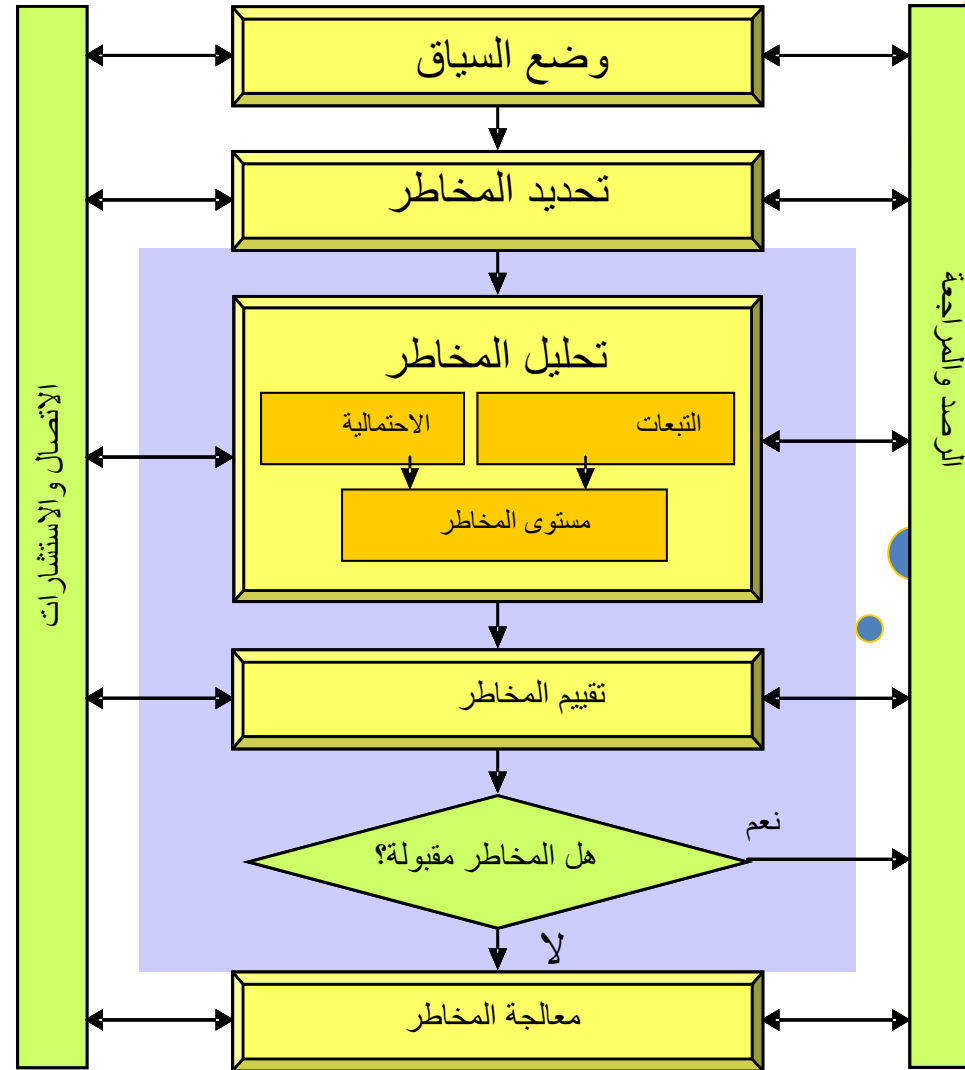 وضع السياق
تحديد المخاطر
تحليل المخاطر
التبعات
الاحتمالية
مستوى المخاطر
تقييم المخاطر
هل المخاطر مقبولة؟
نعم
لا
معالجة المخاطر
الرصد والمراجعة
الاتصال والاستشارات